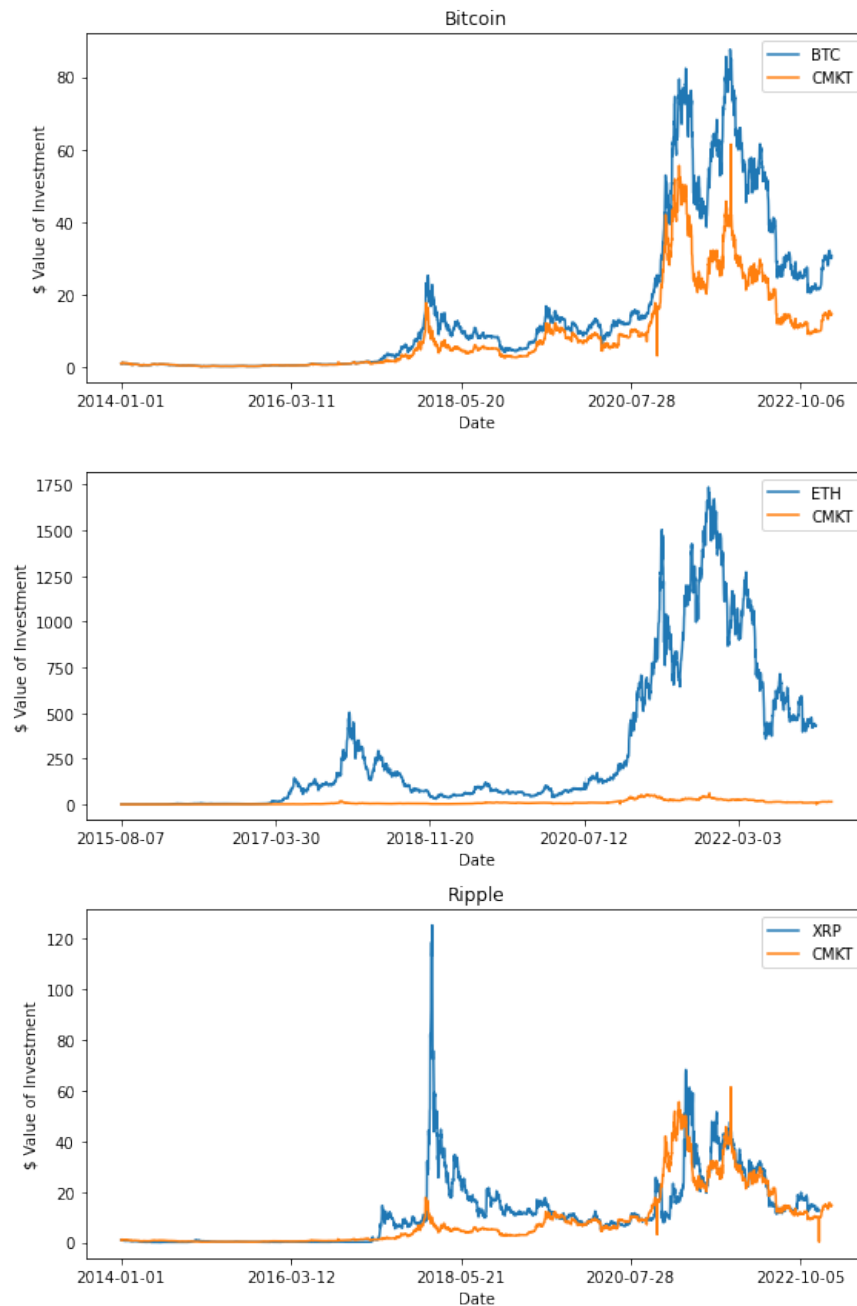 Bitcoin
BTC
CMKT
80
60
40
20
0
$ Value of Investment
2014-01-01 2016-03-11 2018-05-20 2020-07-28 2022-10-06
Date
ETH
CMKT
1750
1500
1250
1000
750
500
250
0
$ Value of Investment
2015-08-07 2017-03-30 2018-11-20 2020-07-12 2022-03-03
Date
Ripple
XRP
CMKT
120
100
80
60
40
20
0
$ Value of Investment
2014-01-01 2016-03-12 2018-05-21 2020-07-28 2022-10-05
Date